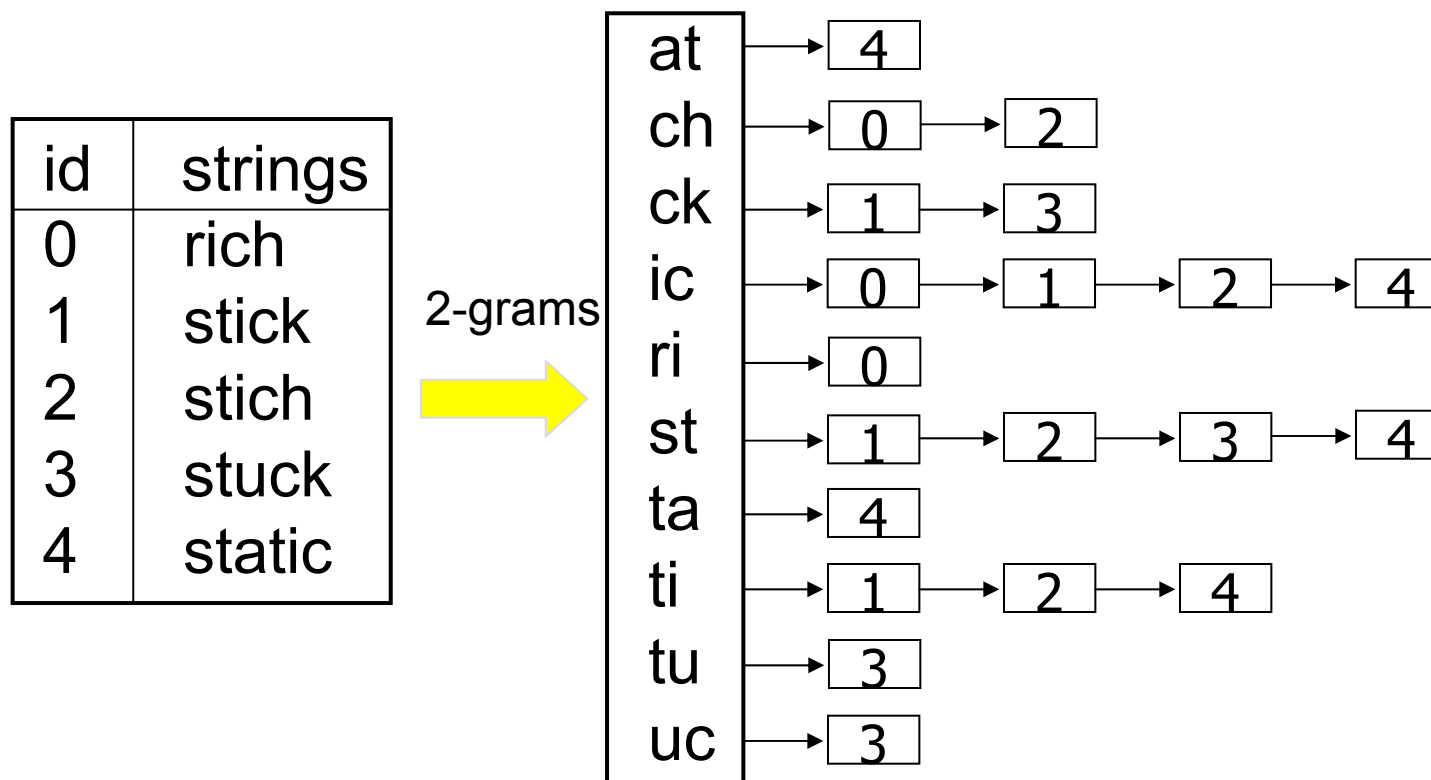 id strings
0 rich
1 stick
2 stich
3 stuck
4 static
2-grams
at 4
ch 0 2
ck 1 3
ic 0 1 2 4
ri 0
st 1 2 3 4
ta 4
ti 1 2 4
tu 3
uc 3